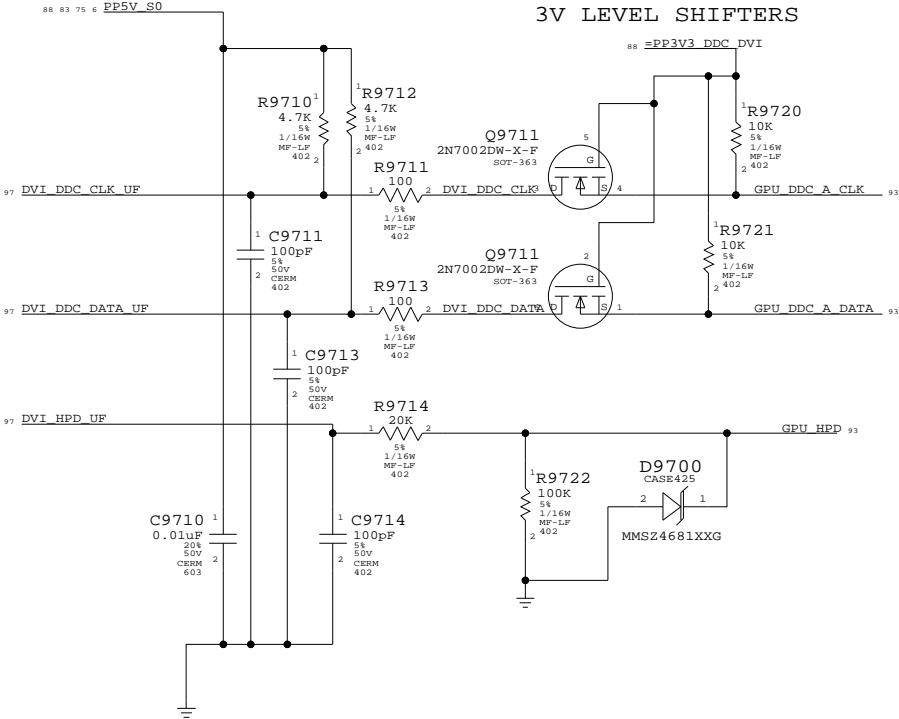 3V LEVEL SHIFTERS
88 83 75 6 PP5V_S0
88 =PP3V3_DDC_DVI
R9710
4.7K
5%
1/16W
MF-LF
402
1
2
R9712
4.7K
5%
1/16W
MF-LF
402
1
2
Q9711
2N7002DW-X-F
SOT-363
5
G
D
S
3
4
R9720
10K
5%
1/16W
MF-LF
402
1
2
97 DVI_DDC_CLK_UF
R9711
100
1
2
5%
1/16W
MF-LF
402
DVI_DDC_CLK
GPU_DDC_A_CLK 93
C9711
100pF
5%
50V
CERM
402
1
2
Q9711
2N7002DW-X-F
SOT-363
2
G
D
S
1
R9721
10K
5%
1/16W
MF-LF
402
1
2
97 DVI_DDC_DATA_UF
R9713
100
1
2
5%
1/16W
MF-LF
402
DVI_DDC_DATA
GPU_DDC_A_DATA 93
C9713
100pF
5%
50V
CERM
402
1
2
97 DVI_HPD_UF
R9714
20K
1
2
5%
1/16W
MF-LF
402
GPU_HPD 93
R9722
100K
5%
1/16W
MF-LF
402
1
2
D9700
CASE425
2
1
MMSZ4681XXG
C9710
0.01uF
20%
50V
CERM
603
1
2
C9714
100pF
5%
50V
CERM
402
1
2